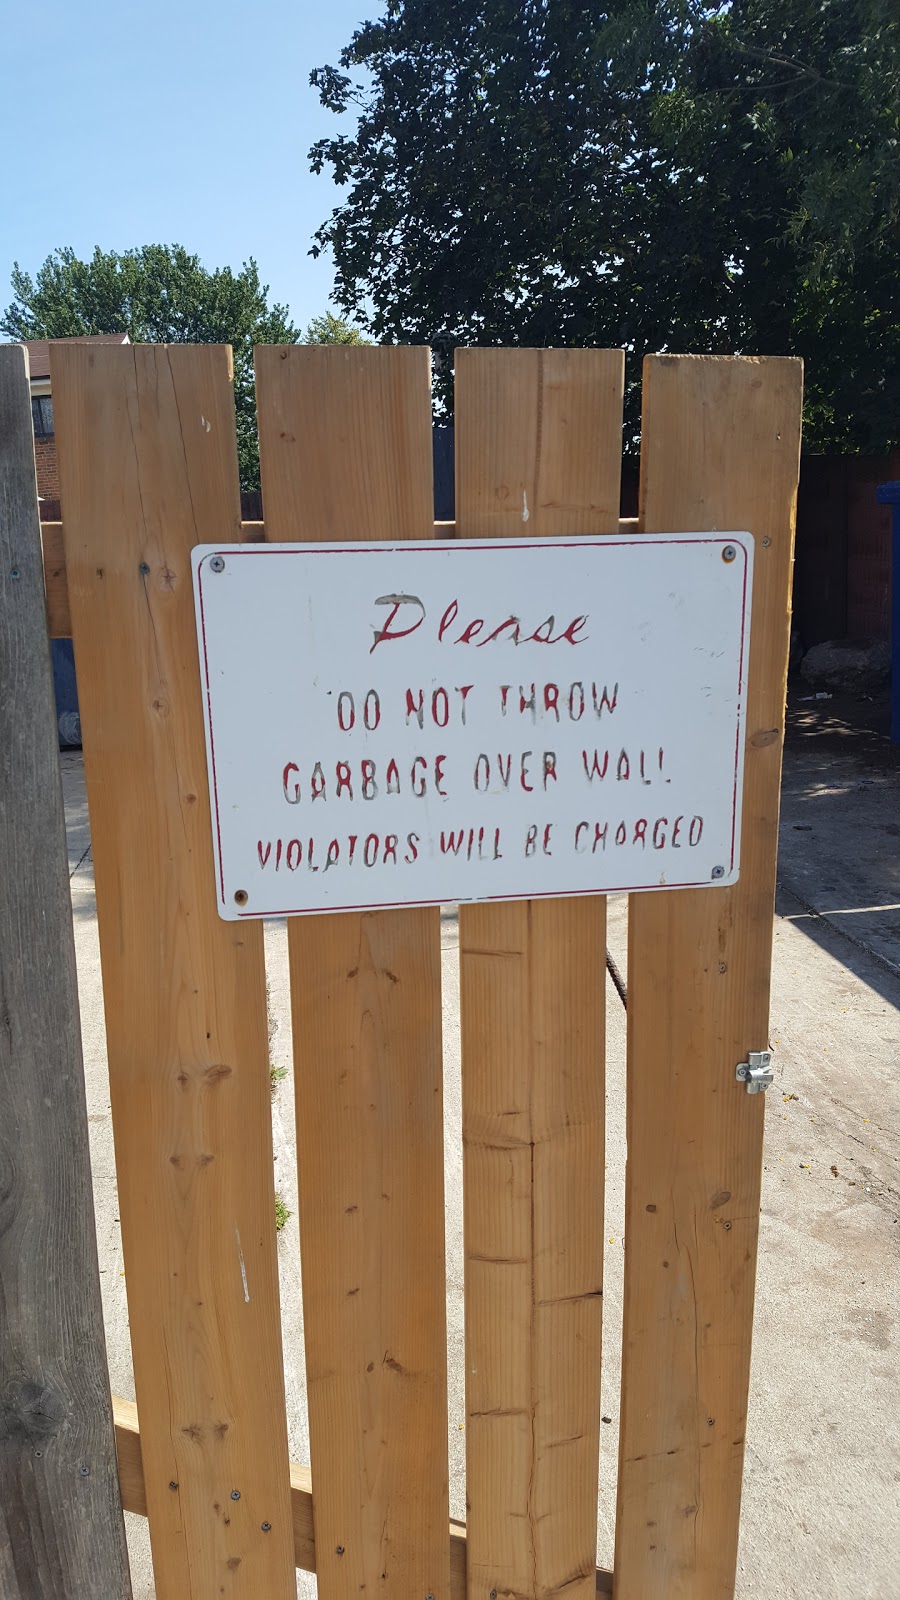 Please
DO NOT THROW
GARBAGE OVER WALL
VIOLATORS WILL BE CHARGED